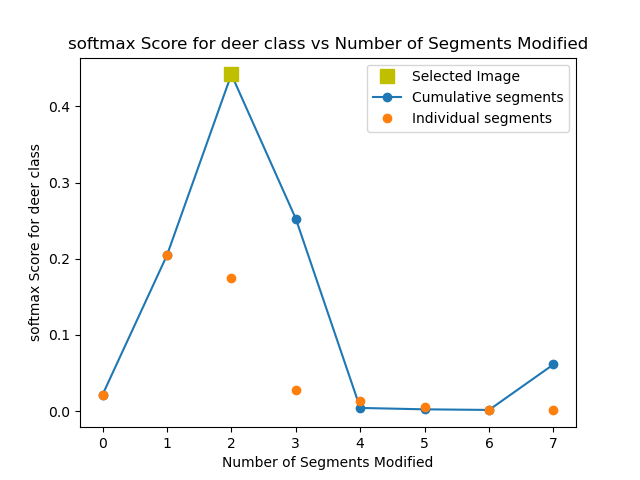 softmax Score for deer class vs Number of Segments Modified
Selected Image
Cumulative segments
Individual segments
softmax Score for deer class
0.4
0.3
0.2
0.1
0.0
0 1 2 3 4 5 6 7
Number of Segments Modified